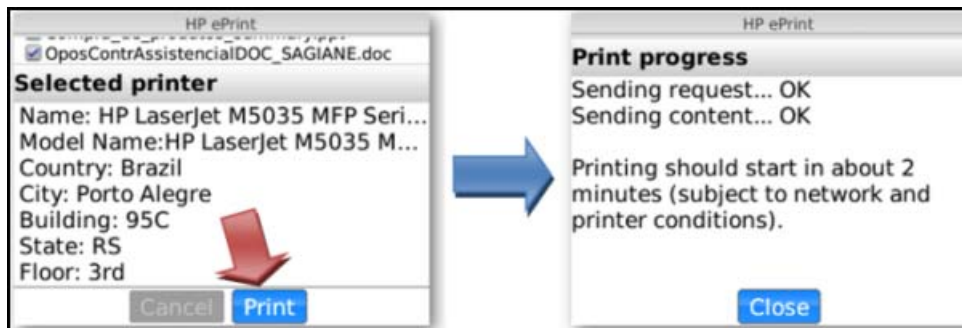 HP ePrint
OposContrAssistencialDOC_SAGIANE.doc
Selected printer
Name: HP LaserJet M5035 MFP Seri...
Model Name:HP LaserJet M5035 M...
Country: Brazil
City: Porto Alegre
Building: 95C
State: RS
Floor: 3rd
Cancel Print
HP ePrint
Print progress
Sending request... OK
Sending content... OK
Printing should start in about 2
minutes (subject to network and
printer conditions).
Close